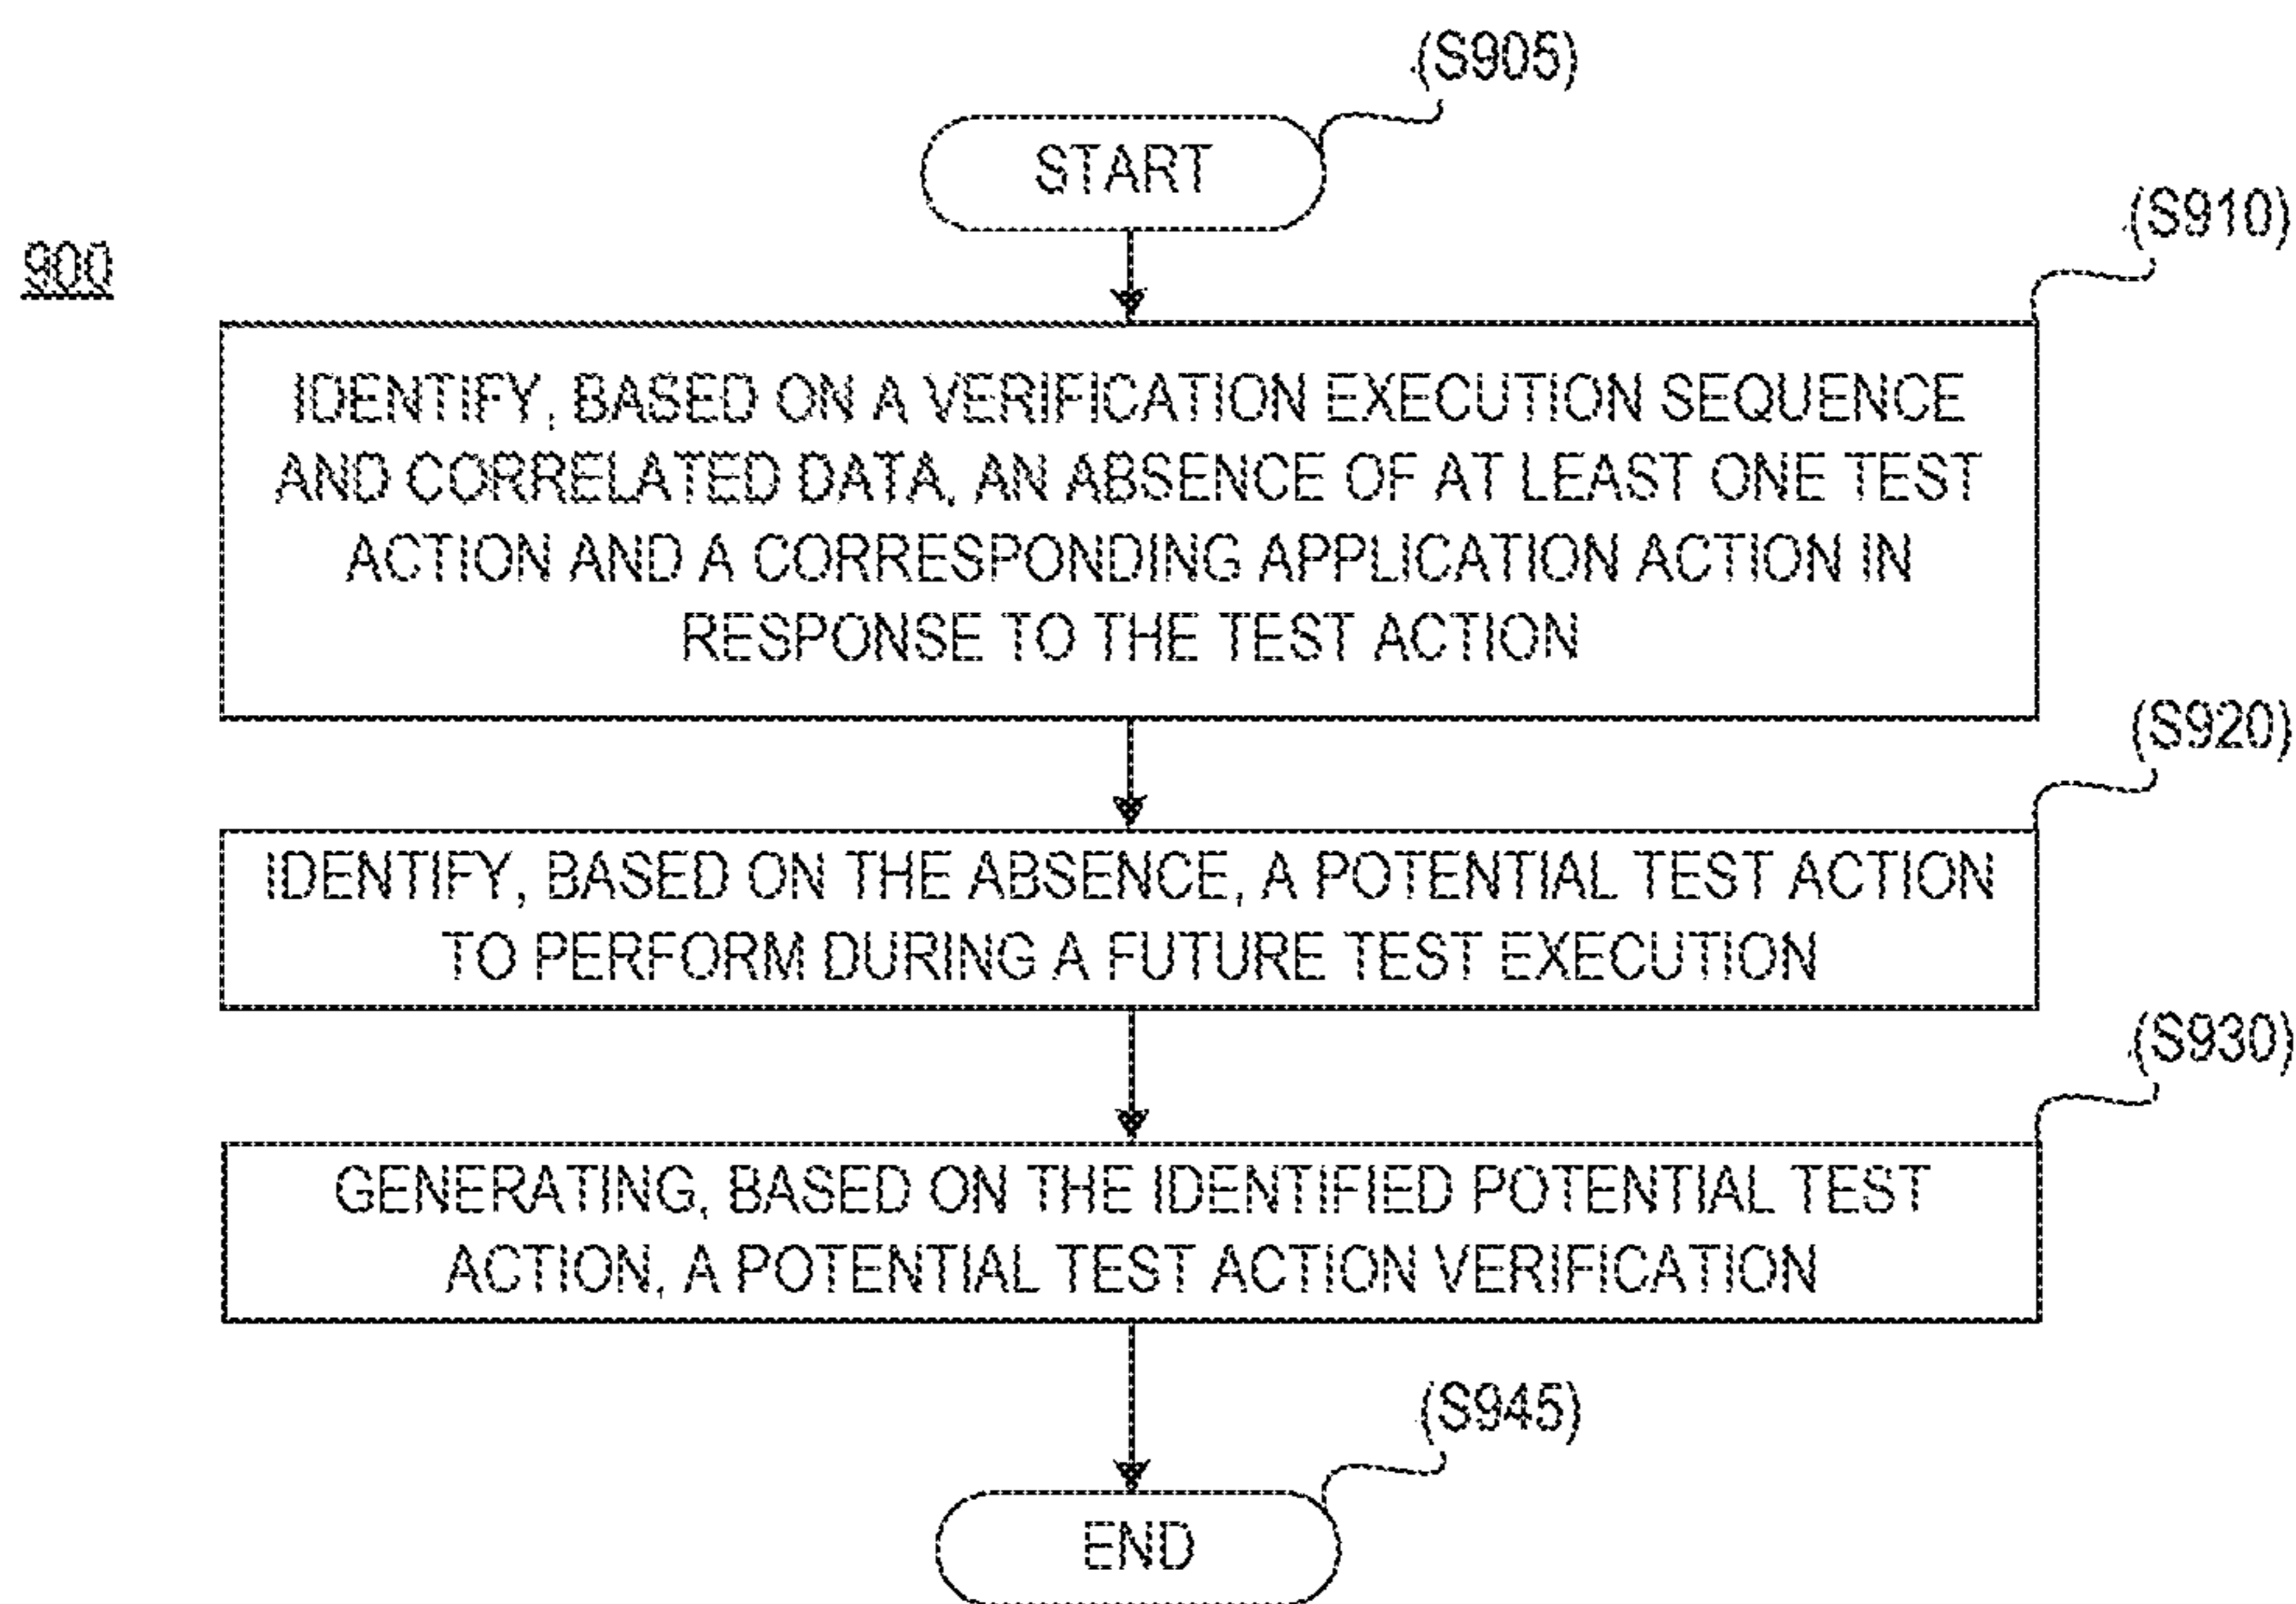 (S905)
START
(S910)
900
IDENTIFY, BASED ON A VERIFICATION EXECUTION SEQUENCE
AND CORRELATED DATA, AN ABSENCE OF AT LEAST ONE TEST
ACTION AND A CORRESPONDING APPLICATION ACTION IN
RESPONSE TO THE TEST ACTION
(S920)
IDENTIFY, BASED ON THE ABSENCE, A POTENTIAL TEST ACTION
TO PERFORM DURING A FUTURE TEST EXECUTION
(S930)
GENERATING, BASED ON THE IDENTIFIED POTENTIAL TEST
ACTION, A POTENTIAL TEST ACTION VERIFICATION
(S945)
END